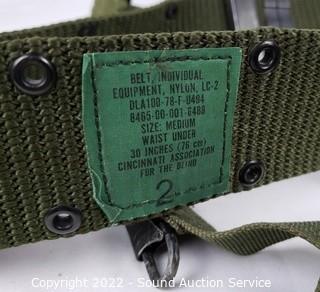 BELT, INDIVIDUAL
EQUIPMENT, NYLON, LC-2
DLA100-78-F-U494
8465-00-001-6488
SIZE: MEDIUM
WAIST UNDER
30 INCHES (76 cm)
CINCINNATI ASSOCIATION
FOR THE BLIND
2
Copyright 2022 - Sound Auction Service